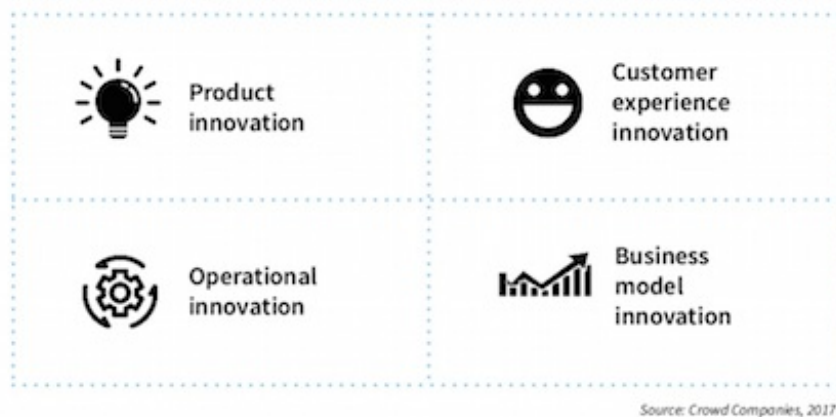 Product
innovation
Customer
experience
innovation
Operational
innovation
Business
model
innovation
Source: Crowd Companies, 2017